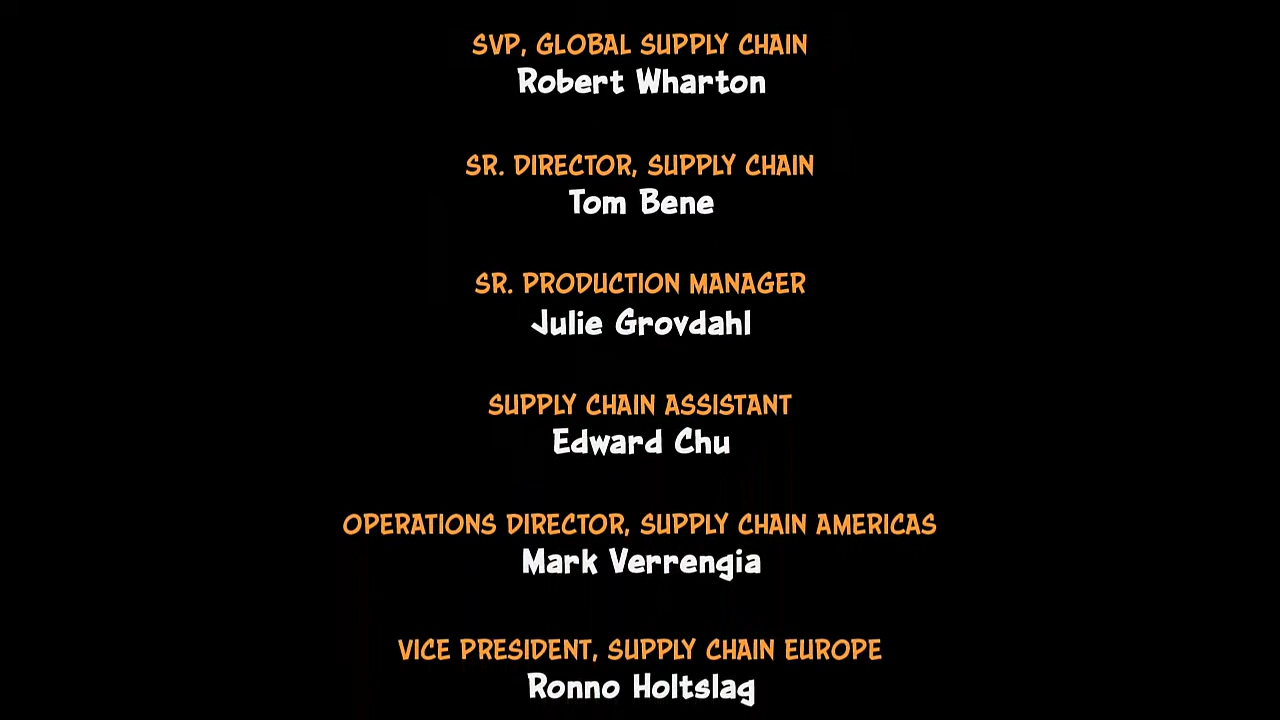 SVP, GLOBAL SUPPLY CHAIN
Robert Wharton
SR. DIRECTOR, SUPPLY CHAIN
Tom Bene
SR. PRODUCTION MANAGER
Julie Grovdahl
SUPPLY CHAIN ASSISTANT
Edward Chu
OPERATIONS DIRECTOR, SUPPLY CHAIN AMERICAS
Mark Verrengia
VICE PRESIDENT, SUPPLY CHAIN EUROPE
Ronno Holtslag